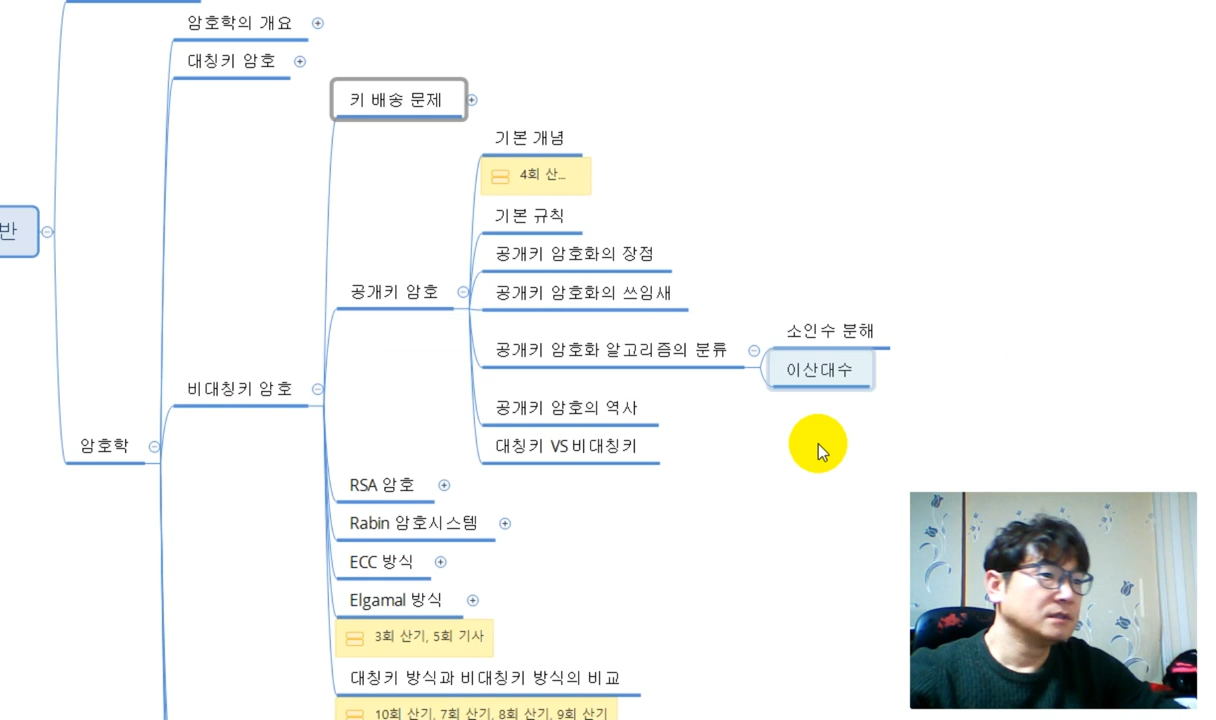 암호학의 개요
대칭키 암호
키 배송 문제
기본 개념
4회 산...
기본 규칙
공개키 암호화의 장점
공개키 암호
공개키 암호화의 쓰임새
소인수 분해
공개키 암호화 알고리즘의 분류
이산대수
비대칭키 암호
공개키 암호의 역사
대칭키 VS 비대칭키
암호학
RSA 암호
Rabin 암호시스템
ECC 방식
Elgamal 방식
3회 산기, 5회 기사
대칭키 방식과 비대칭키 방식의 비교
10회 산기, 7회 산기, 8회 산기, 9회 산기
반